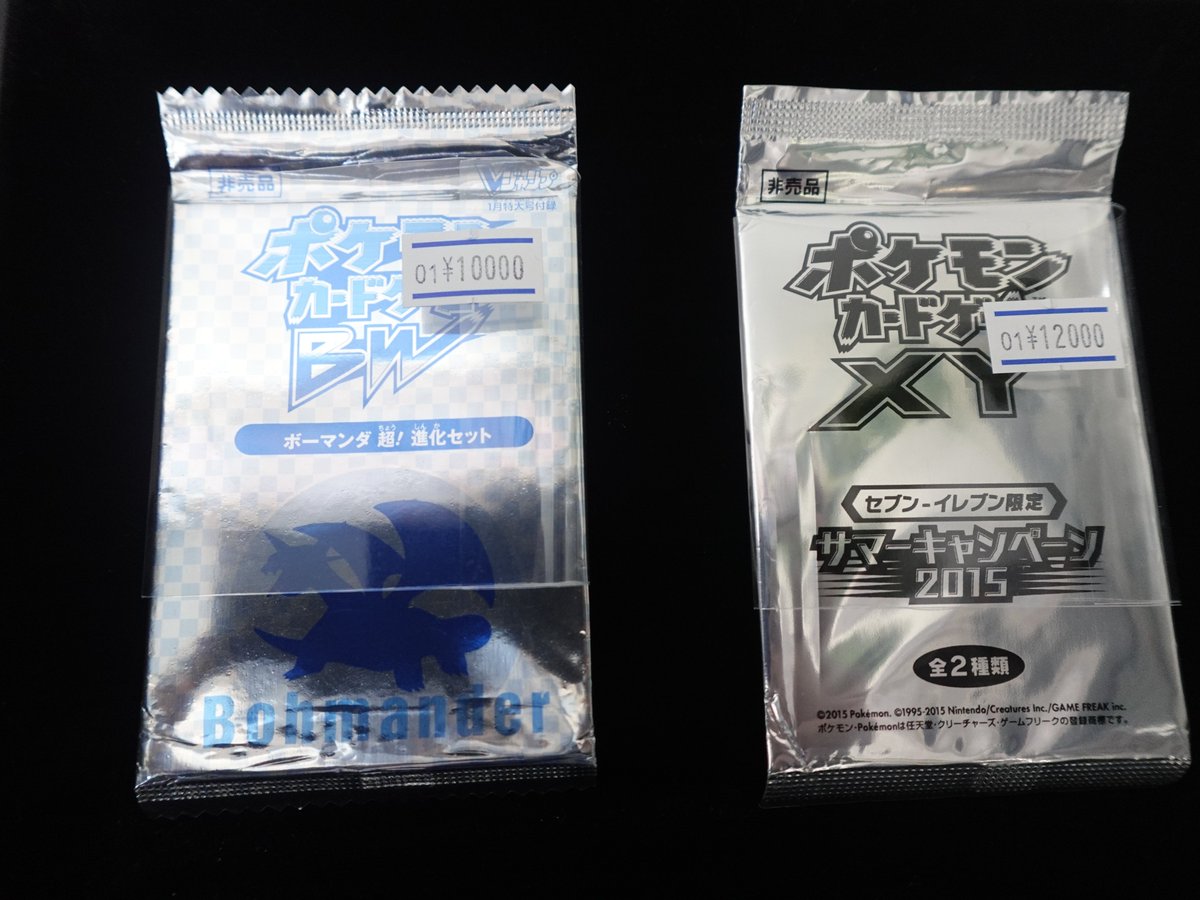 非売品
Vジャンプ
1月特大号付録
ポケモン
カードゲ
BW
01¥10000
ボーマンダ 超! 進化セット
ちょう しんか
Bohmander
非売品
ポケモン
カードゲー
XY
01¥12000
セブン-イレブン限定
サマーキャンペーン
2015
全2種類
©2015 Pokémon. ©1995-2015 Nintendo/Creatures Inc./GAME FREAK inc.
ポケモン・Pokémonは任天堂・クリーチャーズ・ゲームフリークの登録商標です。